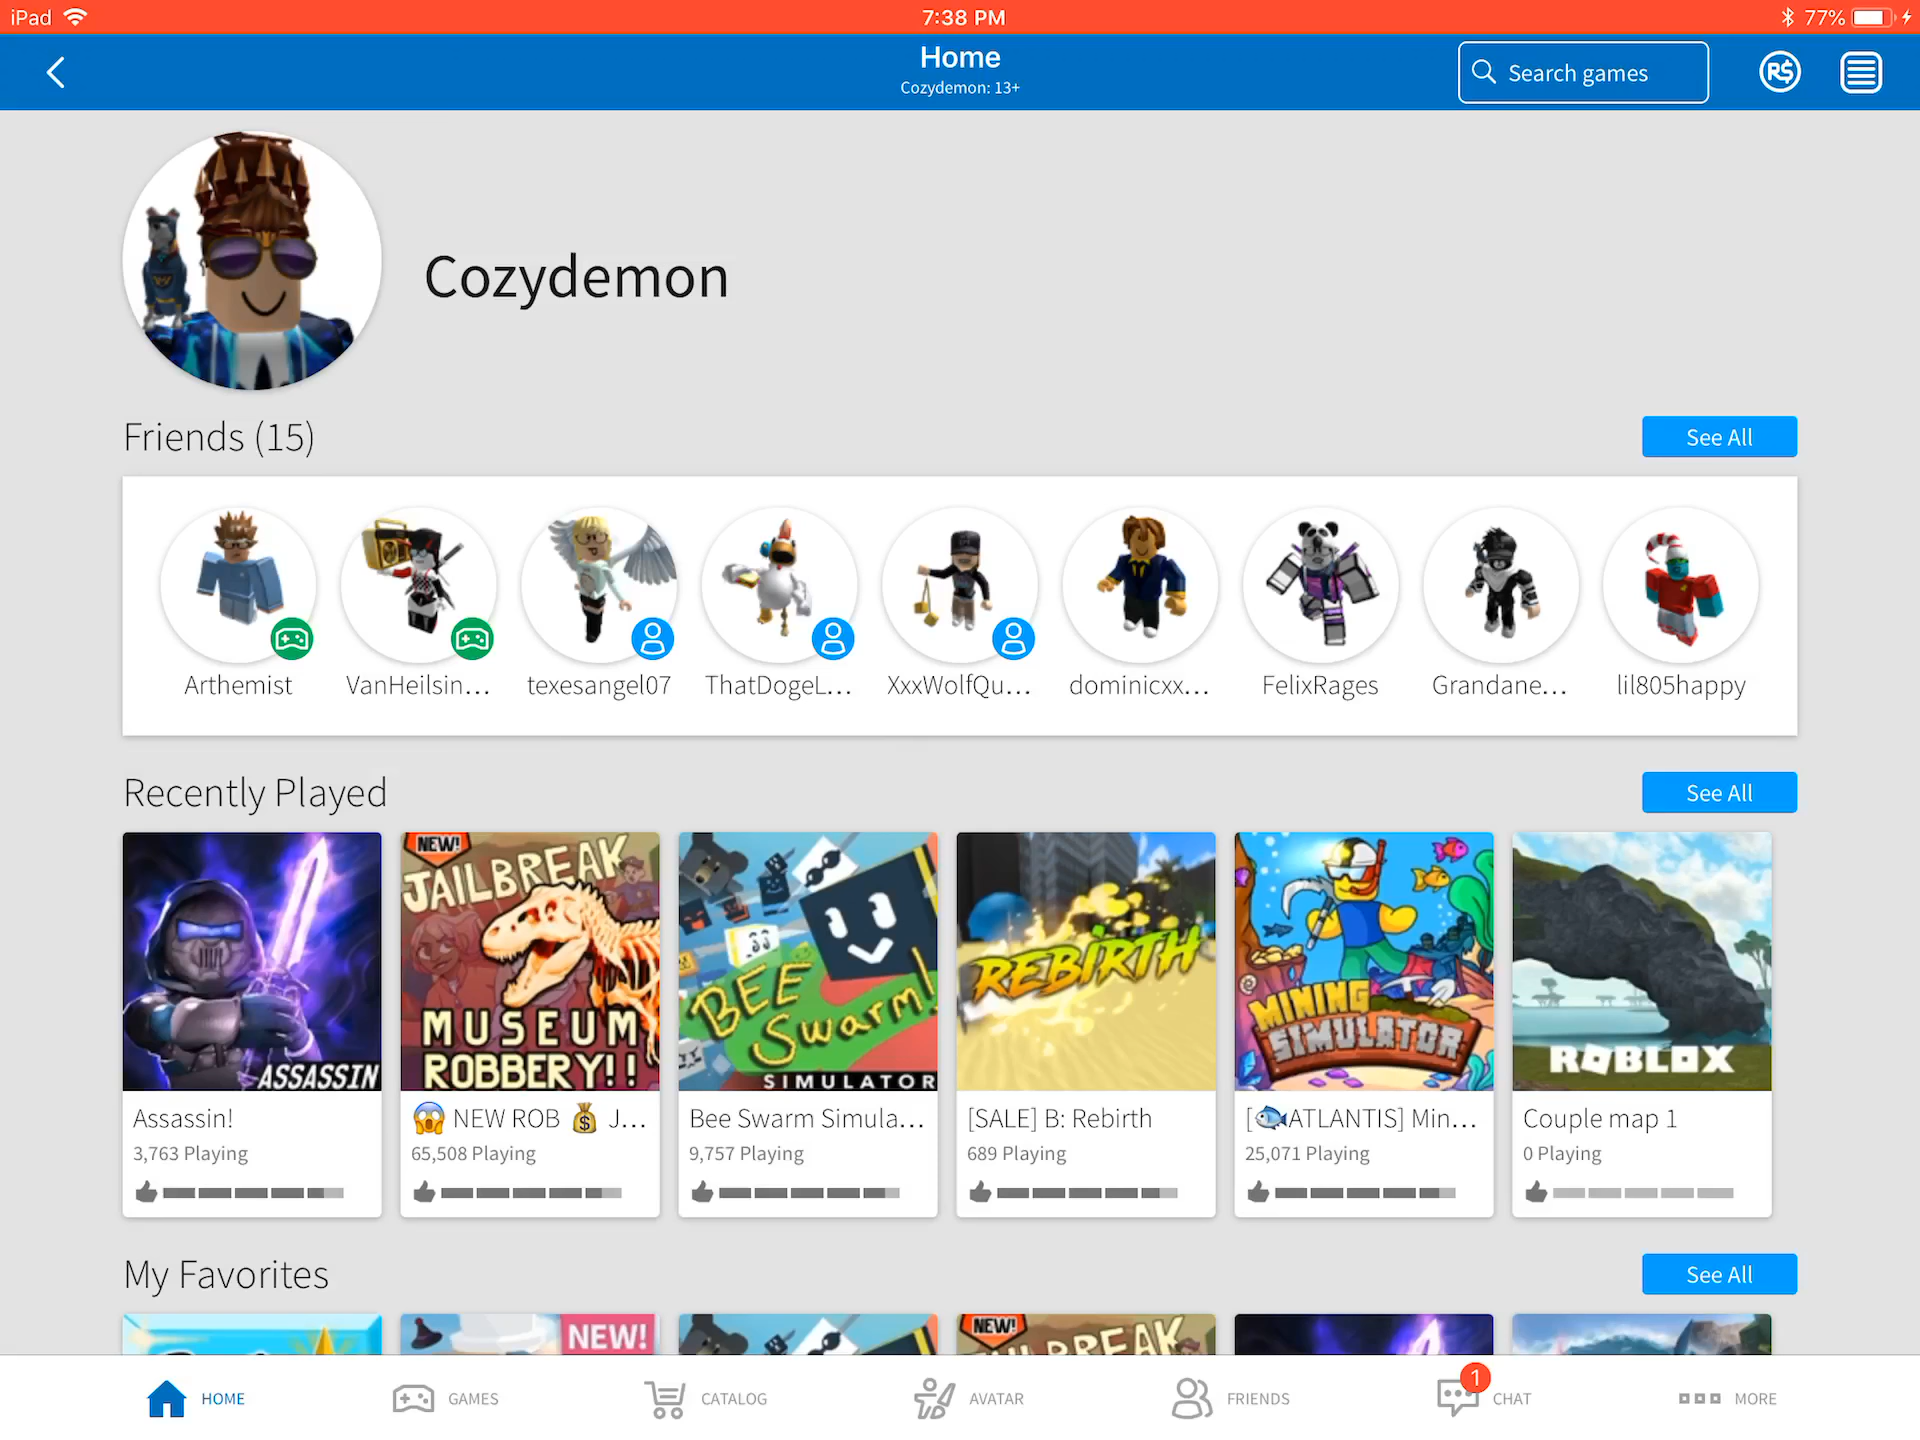 iPad 7:38 PM 77%
Home
Cozydemon: 13+
Search games
R$
Cozydemon
Friends (15) See All
Arthemist VanHeilsin... texesangel07 ThatDogeL... XxxWolfQu... dominicxx... FelixRages Grandane... lil805happy
Recently Played See All
ASSASSIN
NEW!
JAILBREAK
MUSEUM
ROBBERY!!
BEE
Swarm!
SIMULATOR
REBIRTH
MINING
SIMULATOR
ROBLOX
Assassin! 😱 NEW ROB 💰 J... Bee Swarm Simula... [SALE] B: Rebirth [🐟ATLANTIS] Min... Couple map 1
3,763 Playing 65,508 Playing 9,757 Playing 689 Playing 25,071 Playing 0 Playing
My Favorites See All
NEW! NEW! JAILBREAK
HOME GAMES CATALOG AVATAR FRIENDS 1 CHAT MORE